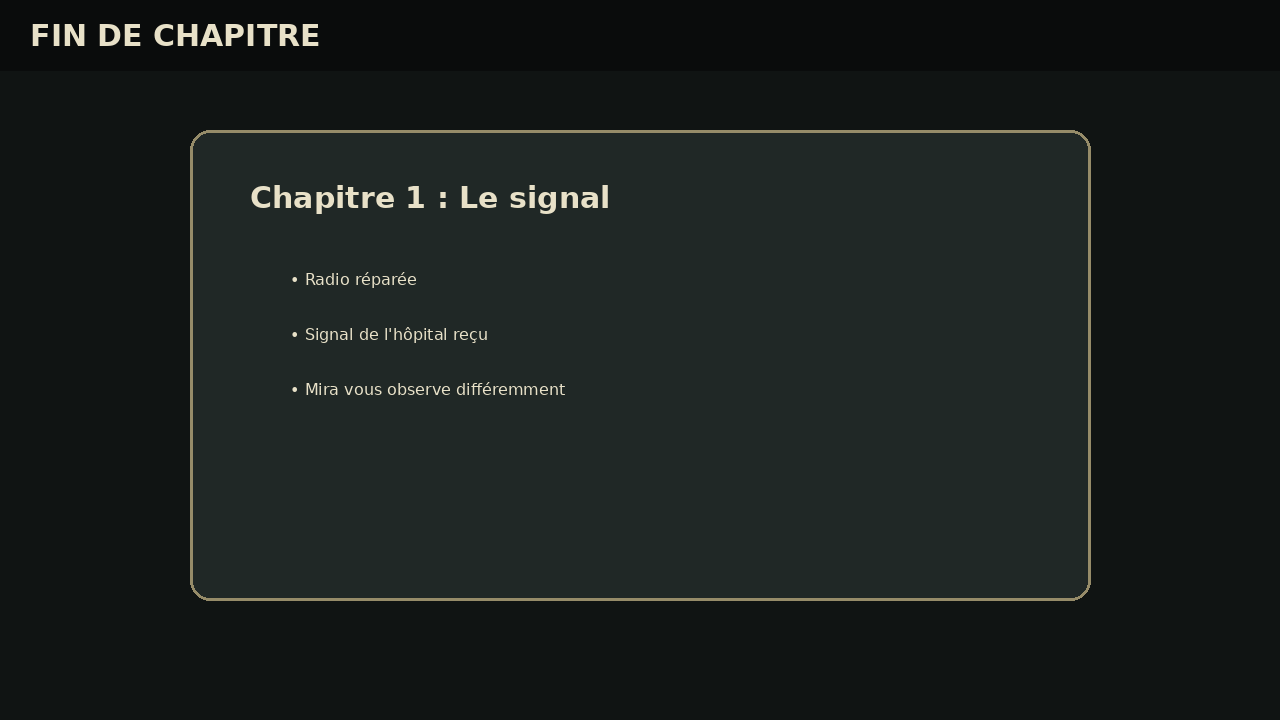 FIN DE CHAPITRE
Chapitre 1 : Le signal
• Radio réparée
• Signal de l'hôpital reçu
• Mira vous observe différemment